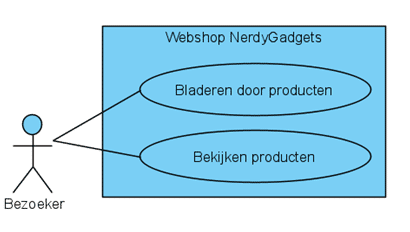 Webshop NerdyGadgets
Bladeren door producten
Bekijken producten
Bezoeker